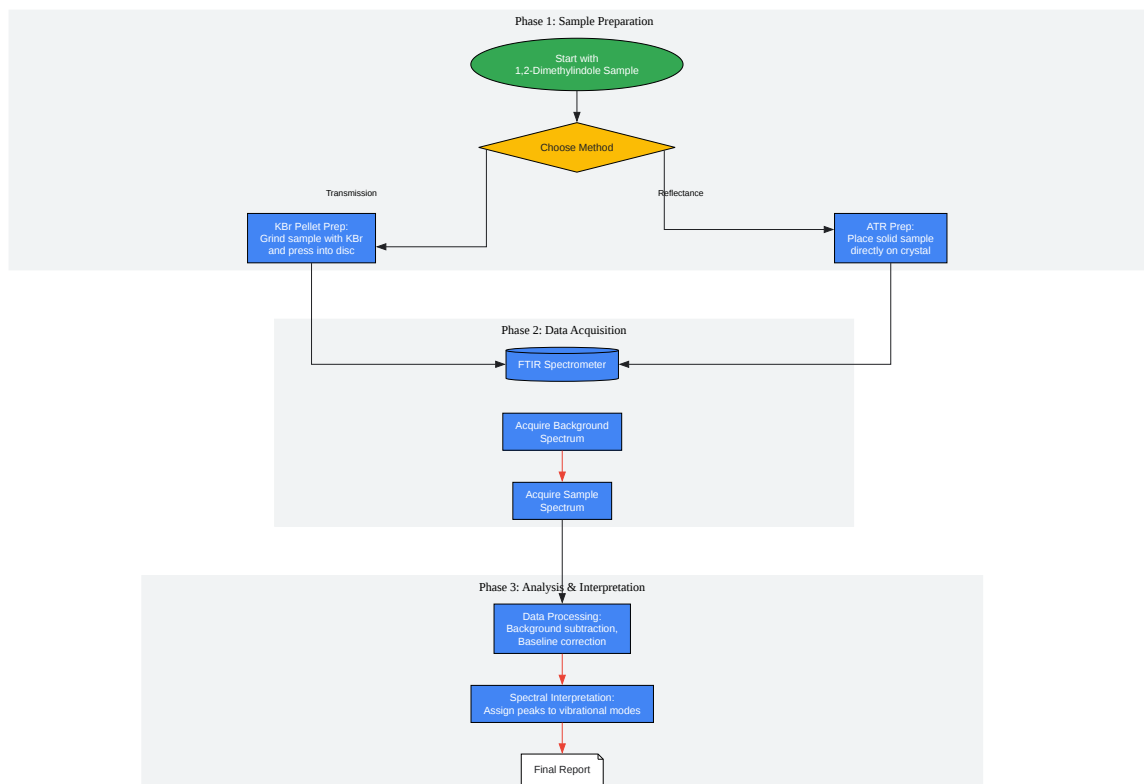 Phase 1: Sample Preparation
Start with
1,2-Dimethylindole Sample
Choose Method
Transmission
Reflectance
KBr Pellet Prep:
Grind sample with KBr
and press into disc
ATR Prep:
Place solid sample
directly on crystal
Phase 2: Data Acquisition
FTIR Spectrometer
Acquire Background
Spectrum
Acquire Sample
Spectrum
Phase 3: Analysis & Interpretation
Data Processing:
Background subtraction,
Baseline correction
Spectral Interpretation:
Assign peaks to vibrational modes
Final Report